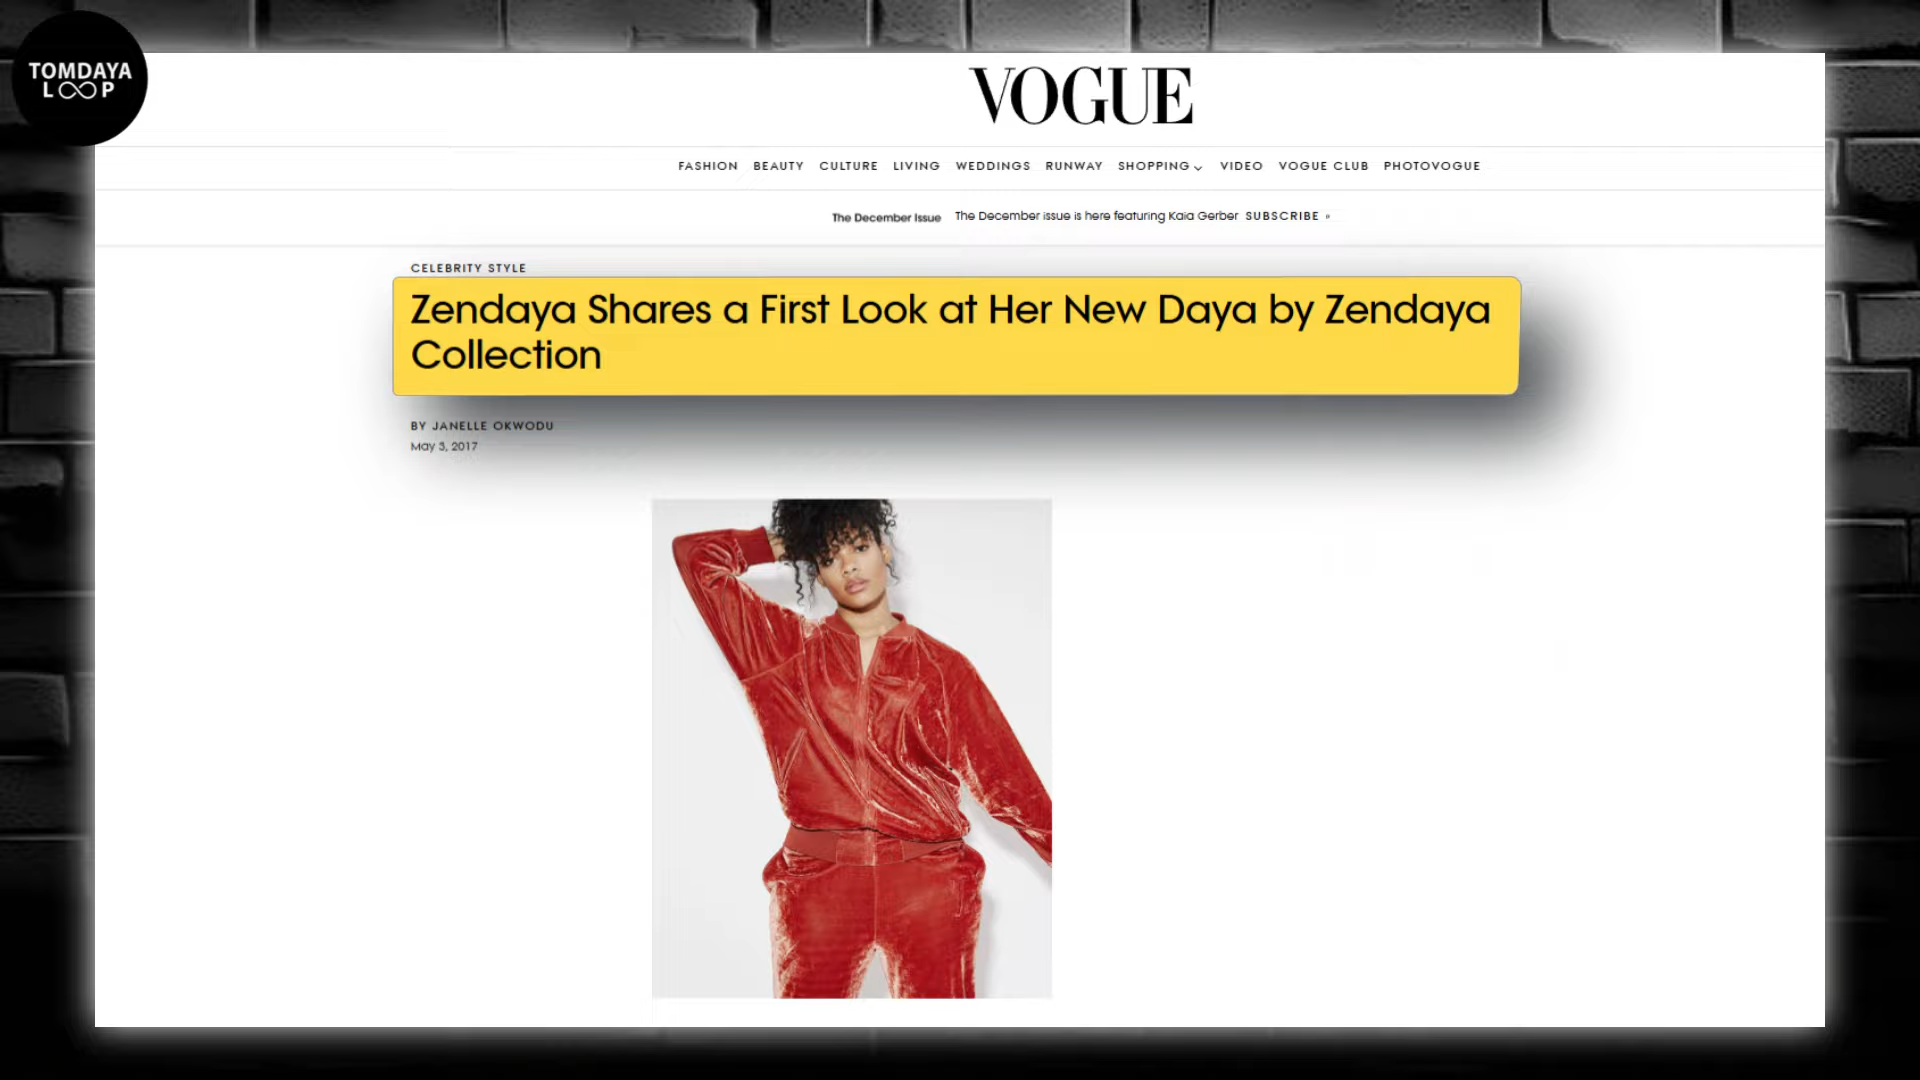 TOMDAYA
LOOP
VOGUE
FASHION BEAUTY CULTURE LIVING WEDDINGS RUNWAY SHOPPING VIDEO VOGUE CLUB PHOTOVOGUE
The December Issue The December issue is here featuring Kaia Gerber SUBSCRIBE »
CELEBRITY STYLE
Zendaya Shares a First Look at Her New Daya by Zendaya
Collection
BY JANELLE OKWODU
May 3, 2017